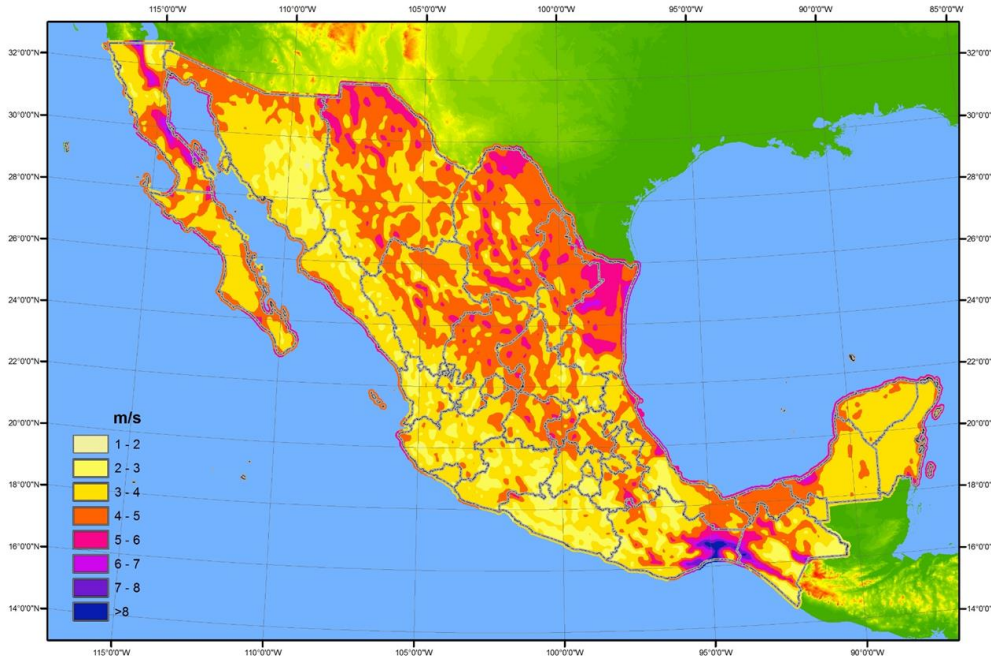 115°0'0"W 110°0'0"W 105°0'0"W 100°0'0"W 95°0'0"W 90°0'0"W 85°0'0"W
32°0'0"N 32°0'0"N
30°0'0"N 30°0'0"N
28°0'0"N 28°0'0"N
26°0'0"N 26°0'0"N
24°0'0"N 24°0'0"N
22°0'0"N 22°0'0"N
20°0'0"N 20°0'0"N
18°0'0"N 18°0'0"N
16°0'0"N 16°0'0"N
14°0'0"N 14°0'0"N
m/s
1 - 2
2 - 3
3 - 4
4 - 5
5 - 6
6 - 7
7 - 8
>8
115°0'0"W 110°0'0"W 105°0'0"W 100°0'0"W 95°0'0"W 90°0'0"W